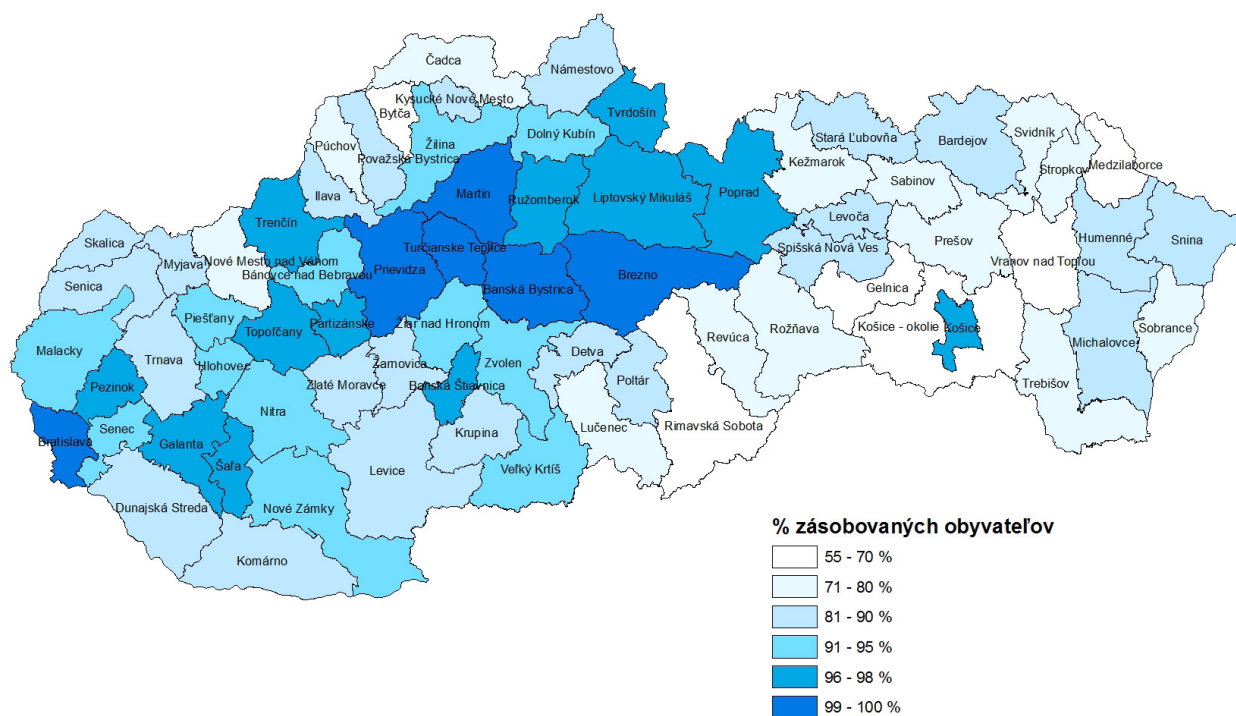 Čadca
Námestovo
Kysucké Nové Mesto
Bytča
Tvrdošín
Dolný Kubín
Žilina
Púchov
Považská Bystrica
Stará Ľubovňa
Bardejov
Svidník
Medzilaborce
Stropkov
Kežmarok
Sabinov
Ilava
Martin
Ružomberok
Liptovský Mikuláš
Poprad
Levoča
Trenčín
Skalica
Myjava
Nové Mesto nad Váhom
Turčianske Teplice
Spišská Nová Ves
Prešov
Humenné
Snina
Vranov nad Topľou
Bánovce nad Bebravou
Prievidza
Banská Bystrica
Brezno
Gelnica
Senica
Piešťany
Topoľčany
Partizánske
Žiar nad Hronom
Revúca
Rožňava
Košice - okolie
Košice
Sobrance
Michalovce
Malacky
Trnava
Hlohovec
Žarnovica
Zvolen
Detva
Poltár
Pezinok
Zlaté Moravce
Banská Štiavnica
Trebišov
Nitra
Bratislava
Senec
Galanta
Šaľa
Levice
Krupina
Lučenec
Rimavská Sobota
Veľký Krtíš
Dunajská Streda
Nové Zámky
Komárno
% zásobovaných obyvateľov
55 - 70 %
71 - 80 %
81 - 90 %
91 - 95 %
96 - 98 %
99 - 100 %